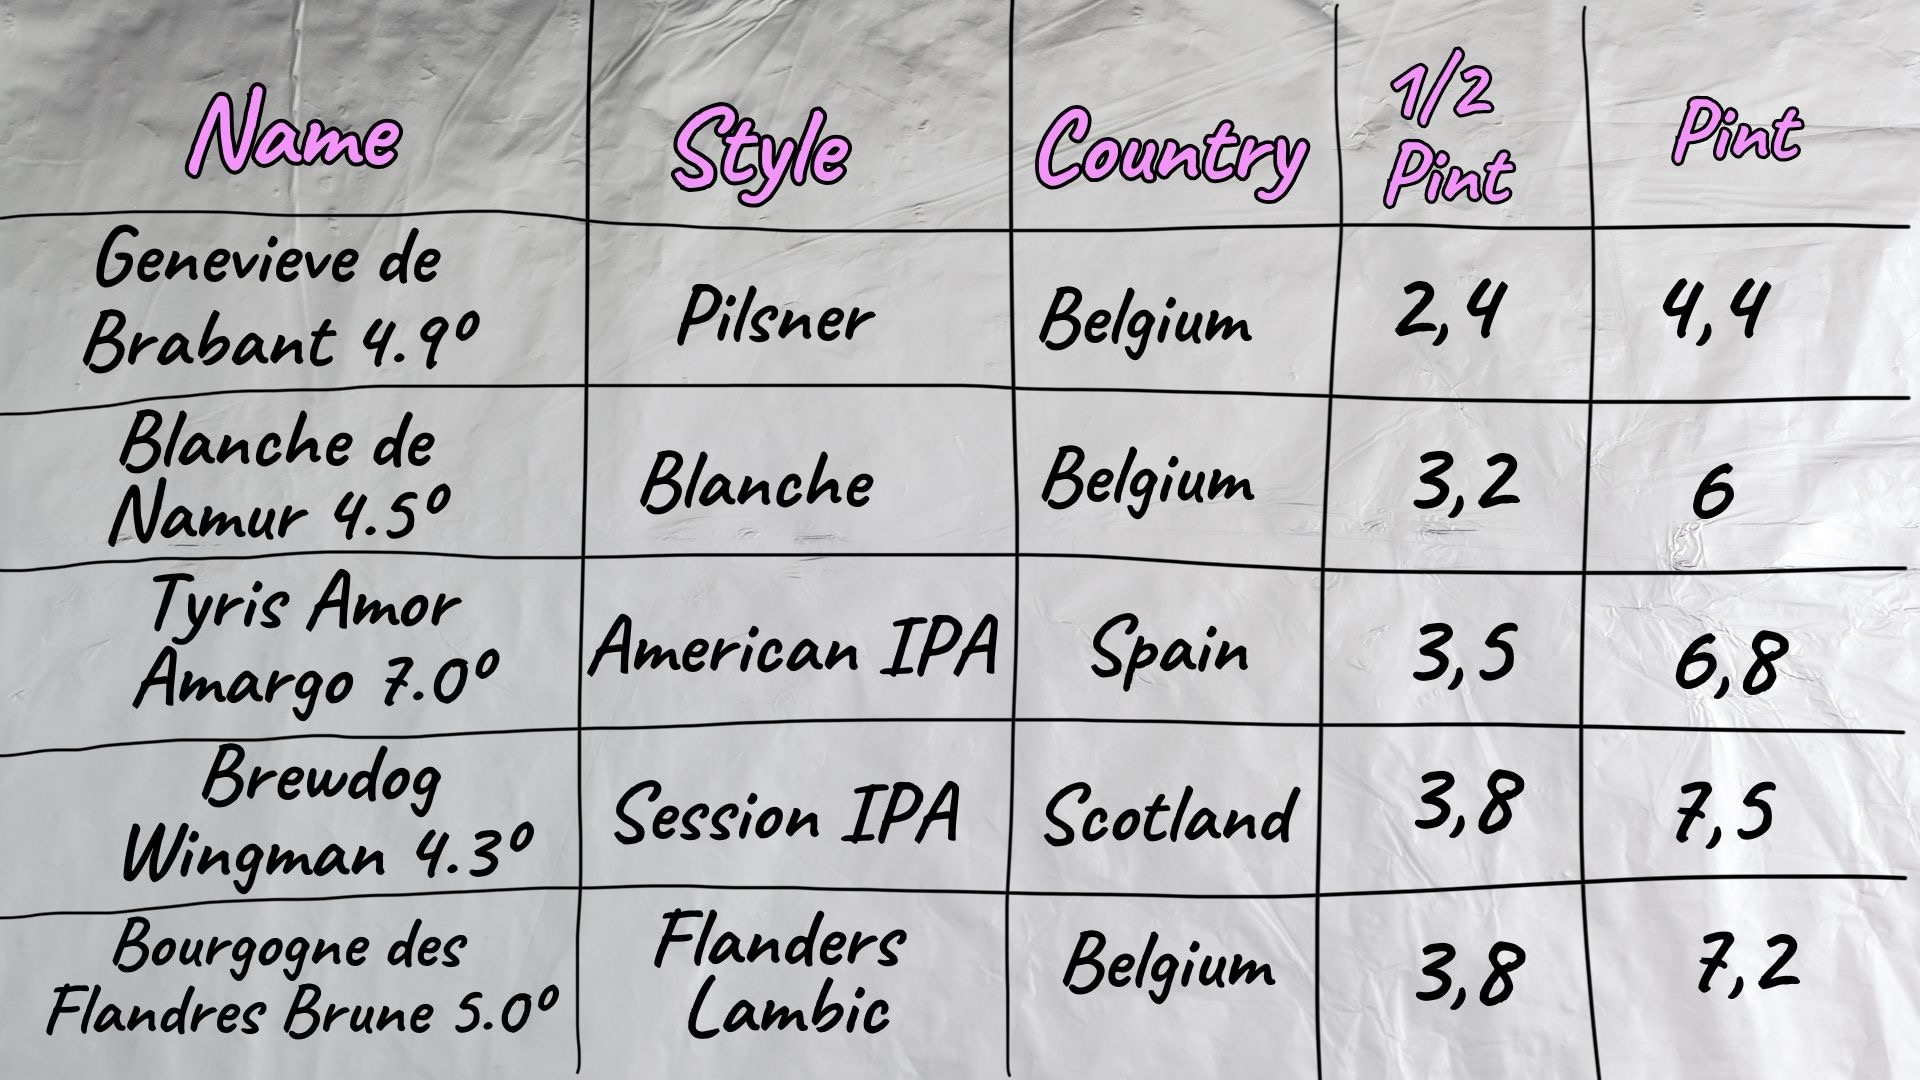 Name Style Country 1/2 Pint Pint
Genevieve de
Brabant 4.9º Pilsner Belgium 2,4 4,4
Blanche de
Namur 4.5º Blanche Belgium 3,2 6
Tyris Amor
Amargo 7.0º American IPA Spain 3,5 6,8
Brewdog
Wingman 4.3º Session IPA Scotland 3,8 7,5
Bourgogne des
Flandres Brune 5.0º Flanders
Lambic Belgium 3,8 7,2